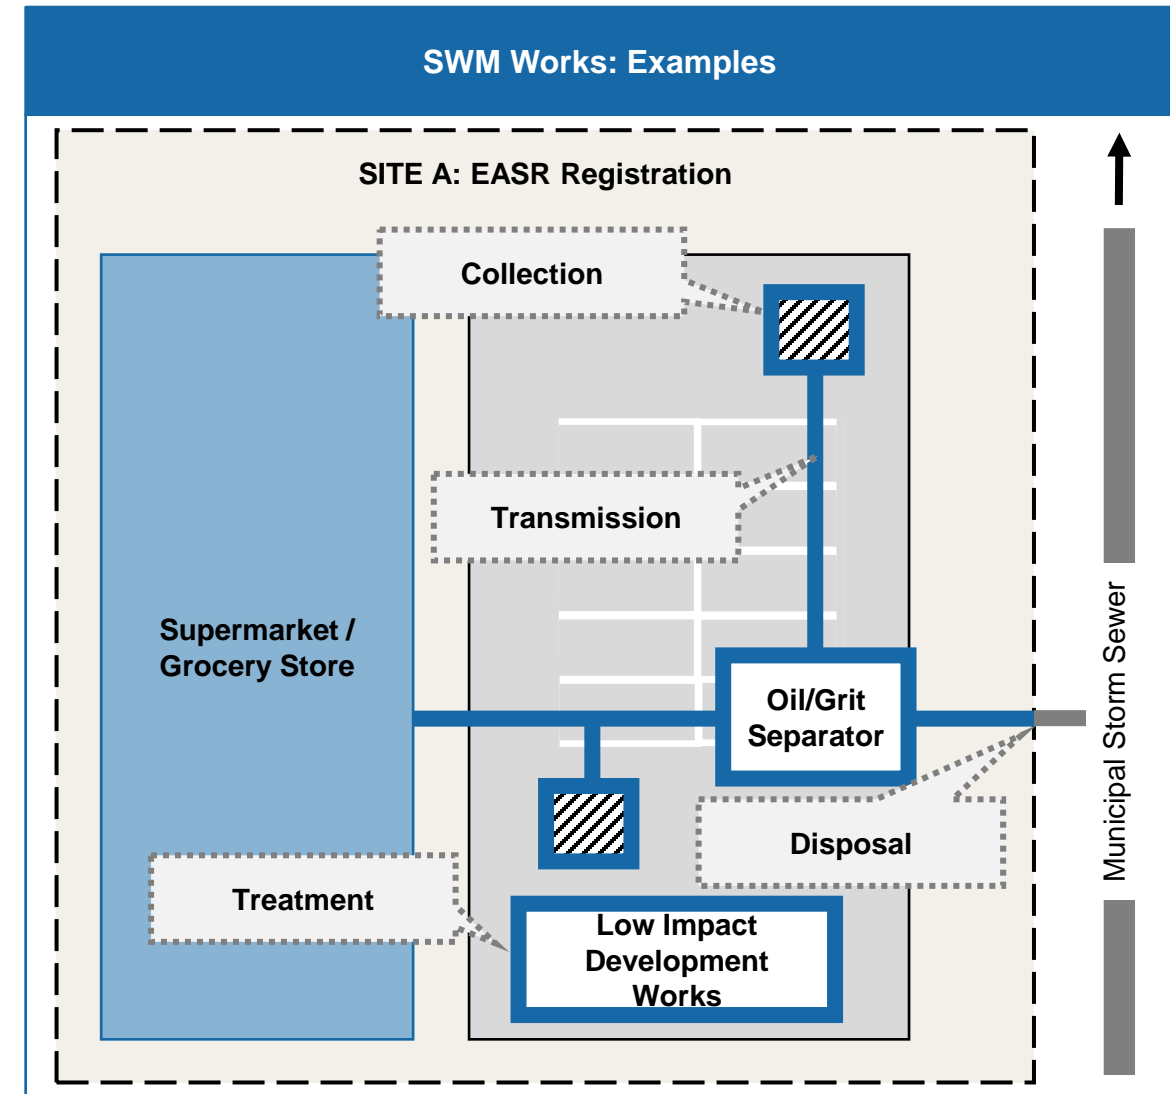 SWM Works: Examples
SITE A: EASR Registration
Collection
Transmission
Supermarket /
Grocery Store
Oil/Grit
Separator
Municipal Storm Sewer
Disposal
Treatment
Low Impact
Development
Works